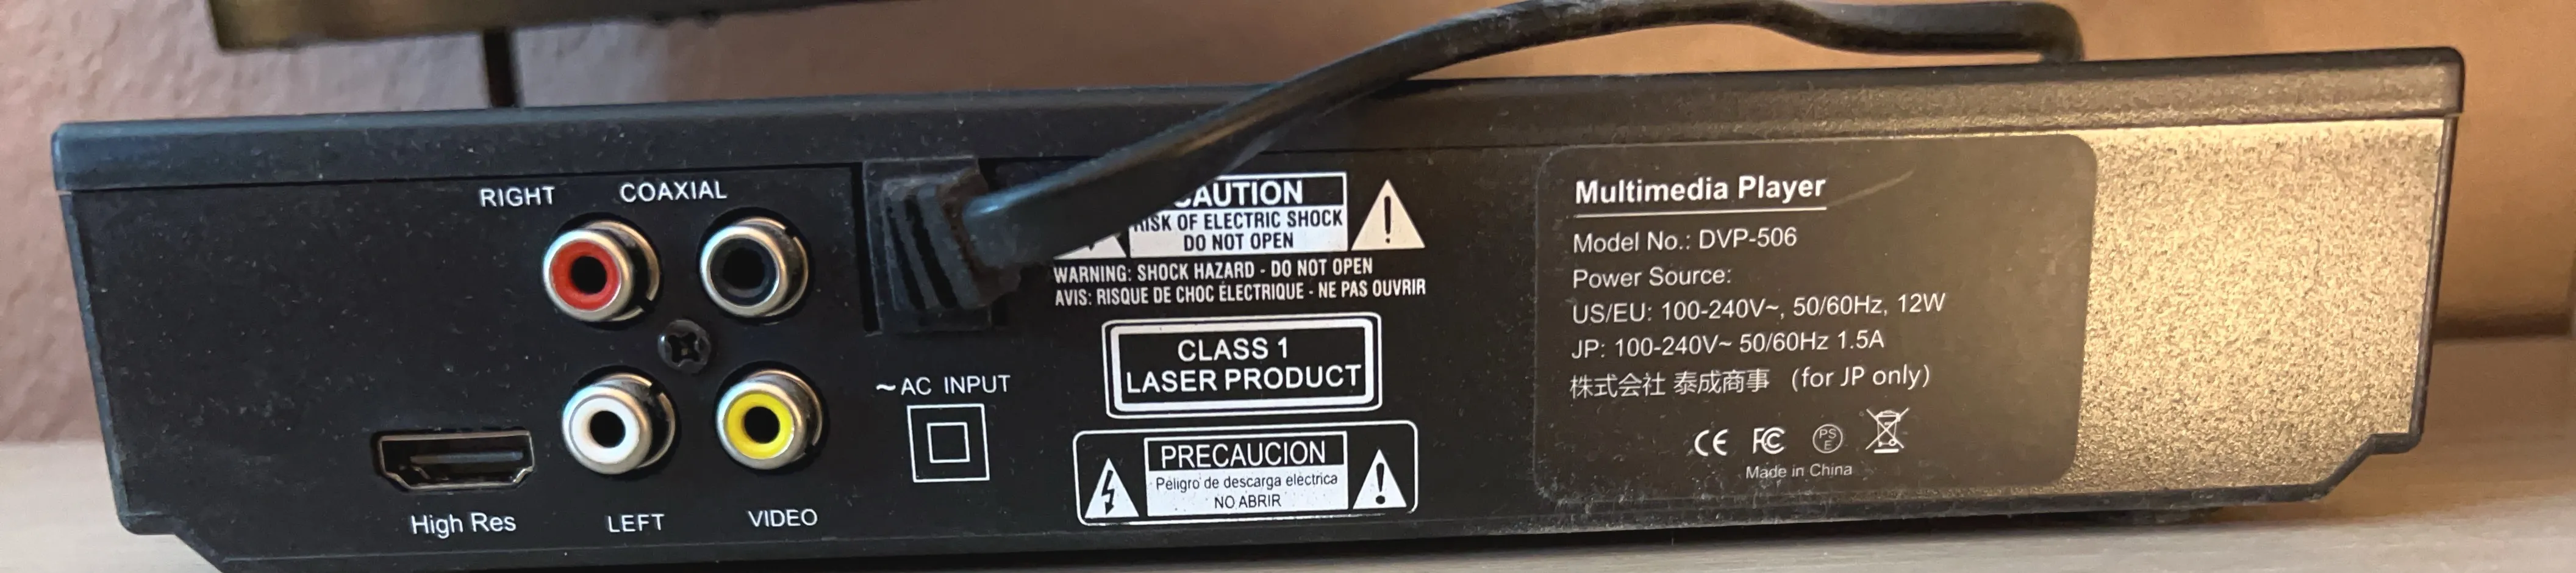 RIGHT COAXIAL
High Res
LEFT
VIDEO
~AC INPUT
CAUTION
RISK OF ELECTRIC SHOCK
DO NOT OPEN
WARNING: SHOCK HAZARD - DO NOT OPEN
AVIS: RISQUE DE CHOC ÉLECTRIQUE - NE PAS OUVRIR
CLASS 1
LASER PRODUCT
PRECAUCION
Peligro de descarga eléctrica
NO ABRIR
Multimedia Player
Model No.: DVP-506
Power Source:
US/EU: 100-240V~, 50/60Hz, 12W
JP: 100-240V~ 50/60Hz 1.5A
株式会社 泰成商事 (for JP only)
CE FC PSE
Made in China